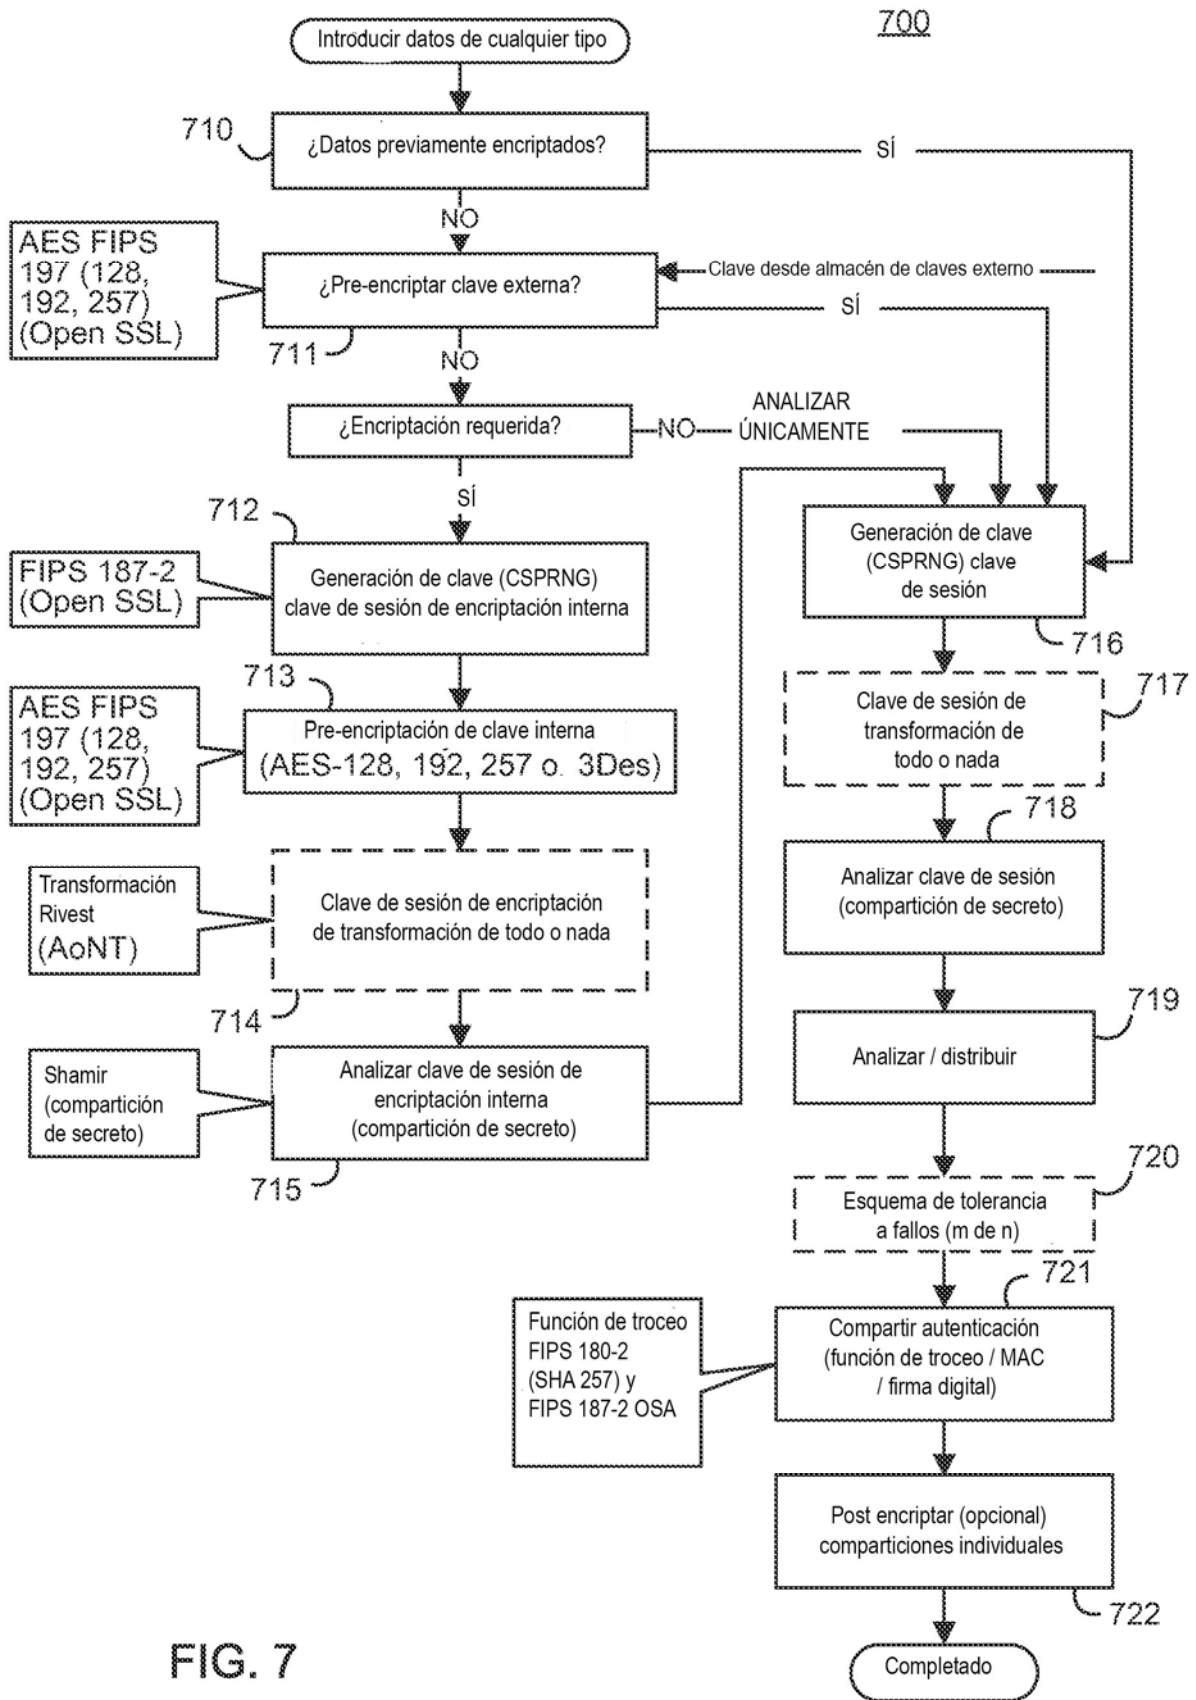 700
Introducir datos de cualquier tipo
710
¿Datos previamente encriptados?
SÍ
NO
AES FIPS
197 (128,
192, 257)
(Open SSL)
¿Pre-encriptar clave externa?
Clave desde almacén de claves externo
SÍ
711
NO
¿Encriptación requerida?
NO
ANALIZAR
ÚNICAMENTE
SÍ
712
FIPS 187-2
(Open SSL)
Generación de clave (CSPRNG)
clave de sesión de encriptación interna
Generación de clave
(CSPRNG) clave
de sesión
716
713
AES FIPS
197 (128,
192, 257)
(Open SSL)
Pre-encriptación de clave interna
(AES-128, 192, 257 o. 3Des)
717
Clave de sesión de
transformación de
todo o nada
718
Transformación
Rivest
(AoNT)
Clave de sesión de encriptación
de transformación de todo o nada
714
Analizar clave de sesión
(compartición de secreto)
719
Analizar / distribuir
Shamir
(compartición
de secreto)
Analizar clave de sesión de
encriptación interna
(compartición de secreto)
715
720
Esquema de tolerancia
a fallos (m de n)
721
Función de troceo
FIPS 180-2
(SHA 257) y
FIPS 187-2 OSA
Compartir autenticación
(función de troceo / MAC
/ firma digital)
Post encriptar (opcional)
comparticiones individuales
722
Completado
FIG. 7